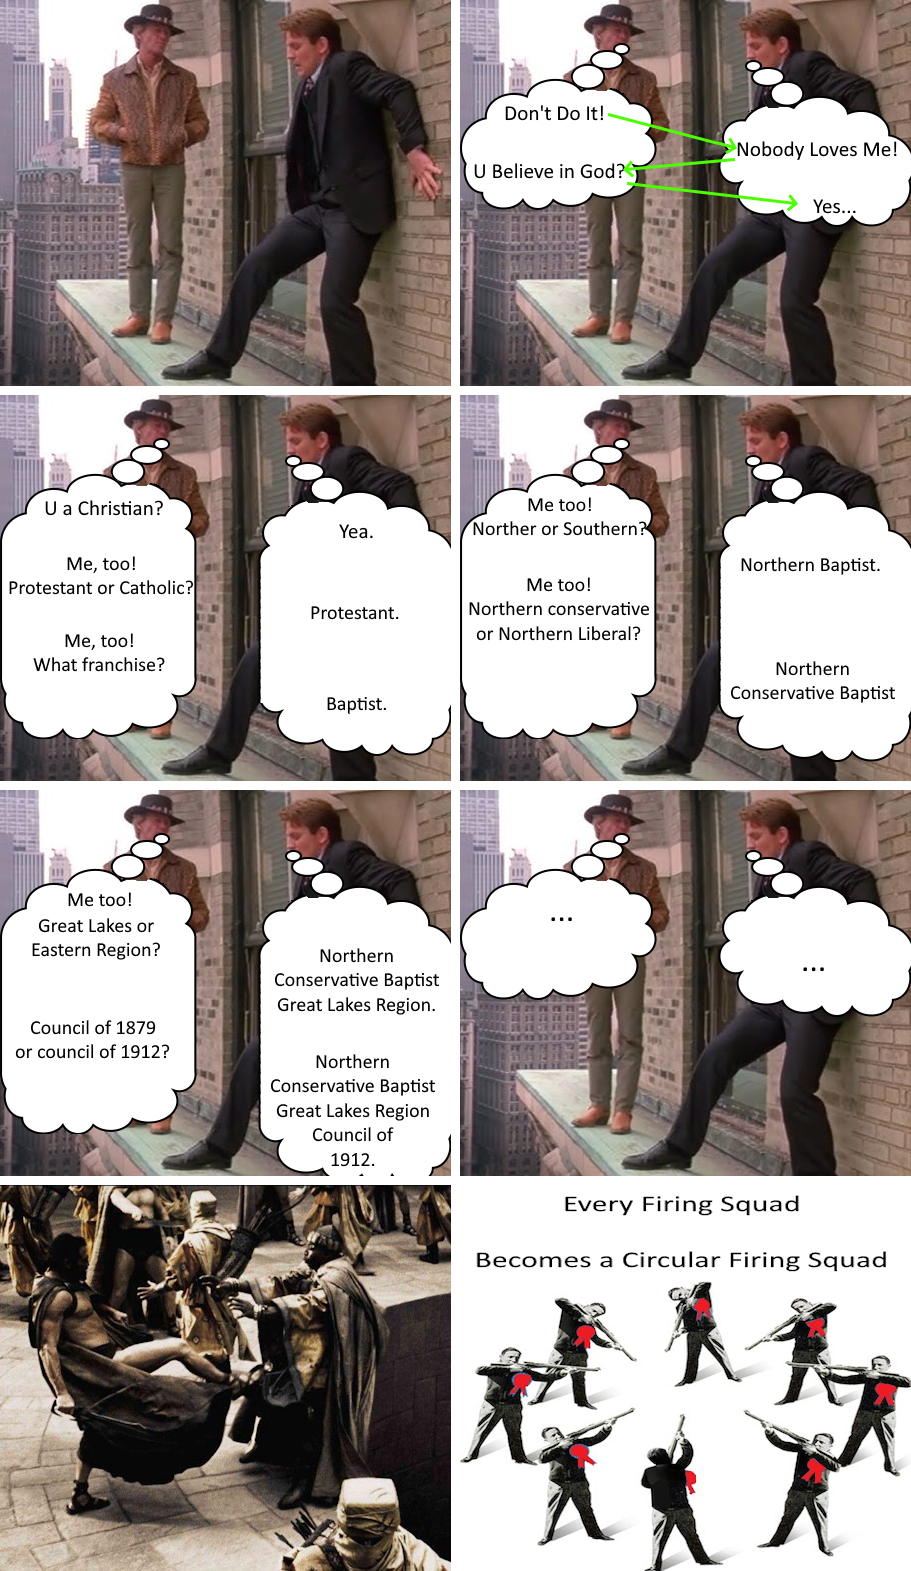 Don't Do It!
Nobody Loves Me!
U Believe in God?
Yes...
U a Christian?
Yea.
Me, too!
Protestant or Catholic?
Protestant.
Me, too!
What franchise?
Baptist.
Me too!
Norther or Southern?
Northern Baptist.
Me too!
Northern conservative
or Northern Liberal?
Northern
Conservative Baptist
Me too!
Great Lakes or
Eastern Region?
Northern
Conservative Baptist
Great Lakes Region.
Council of 1879
or council of 1912?
Northern
Conservative Baptist
Great Lakes Region
Council of
1912.
...
...
Every Firing Squad
Becomes a Circular Firing Squad